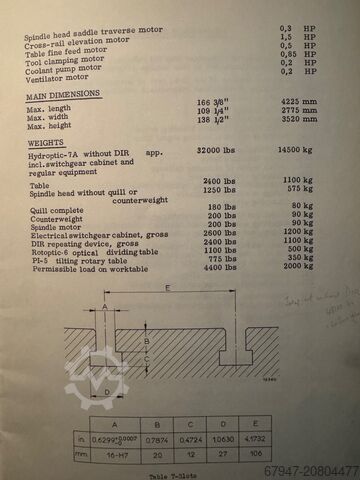 Spindle head saddle traverse motor 0,3 HP
Cross-rail elevation motor 1,5 HP
Table fine feed motor 0,5 HP
Tool clamping motor 0,85 HP
Coolant pump motor 0,2 HP
Ventilator motor 0,2 HP
MAIN DIMENSIONS
Max. length 166 3/8" 4225 mm
Max. width 109 1/4" 2775 mm
Max. height 138 1/2" 3520 mm
WEIGHTS
Hydroptic-7A without DIR app. 32000 lbs 14500 kg
incl. switchgear cabinet and
regular equipment
Table 2400 lbs 1100 kg
Spindle head without quill or 1250 lbs 575 kg
counterweight
Quill complete 180 lbs 80 kg
Counterweight 200 lbs 90 kg
Spindle motor 200 lbs 90 kg
Electrical switchgear cabinet, gross 2600 lbs 1200 kg
DIR repeating device, gross 2400 lbs 1100 kg
Rotoptic-6 optical dividing table 1100 lbs 500 kg
PI-5 tilting rotary table 775 lbs 350 kg
Permissible load on worktable 4400 lbs 2000 kg
E
A
B
C
D
A B C D E
in. 0.6299+0.0007 0 0.7874 0.4724 1.0630 4.1732
mm. 16-H7 20 12 27 106
Table T-Slots
67947-20804477